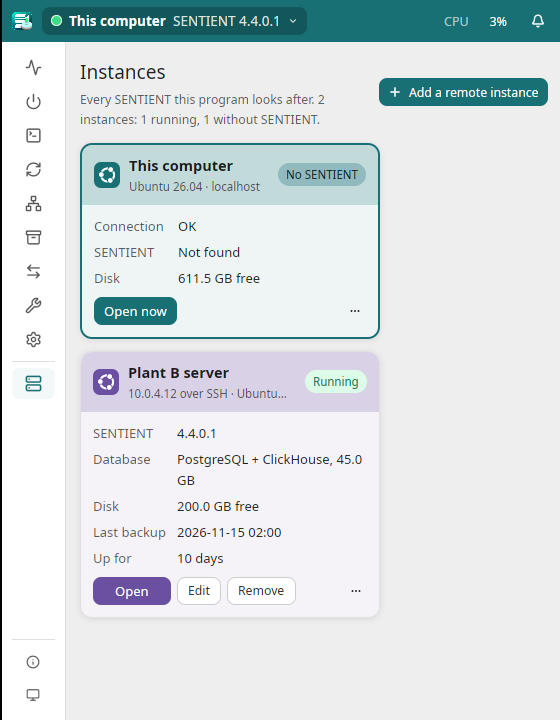 This computer SENTIENT 4.4.0.1
CPU 3%
Instances
Every SENTIENT this program looks after. 2
instances: 1 running, 1 without SENTIENT.
Add a remote instance
This computer
Ubuntu 26.04 · localhost
No SENTIENT
Connection OK
SENTIENT Not found
Disk 611.5 GB free
Open now
Plant B server
10.0.4.12 over SSH · Ubuntu...
Running
SENTIENT 4.4.0.1
Database PostgreSQL + ClickHouse, 45.0
GB
Disk 200.0 GB free
Last backup 2026-11-15 02:00
Up for 10 days
Open Edit Remove